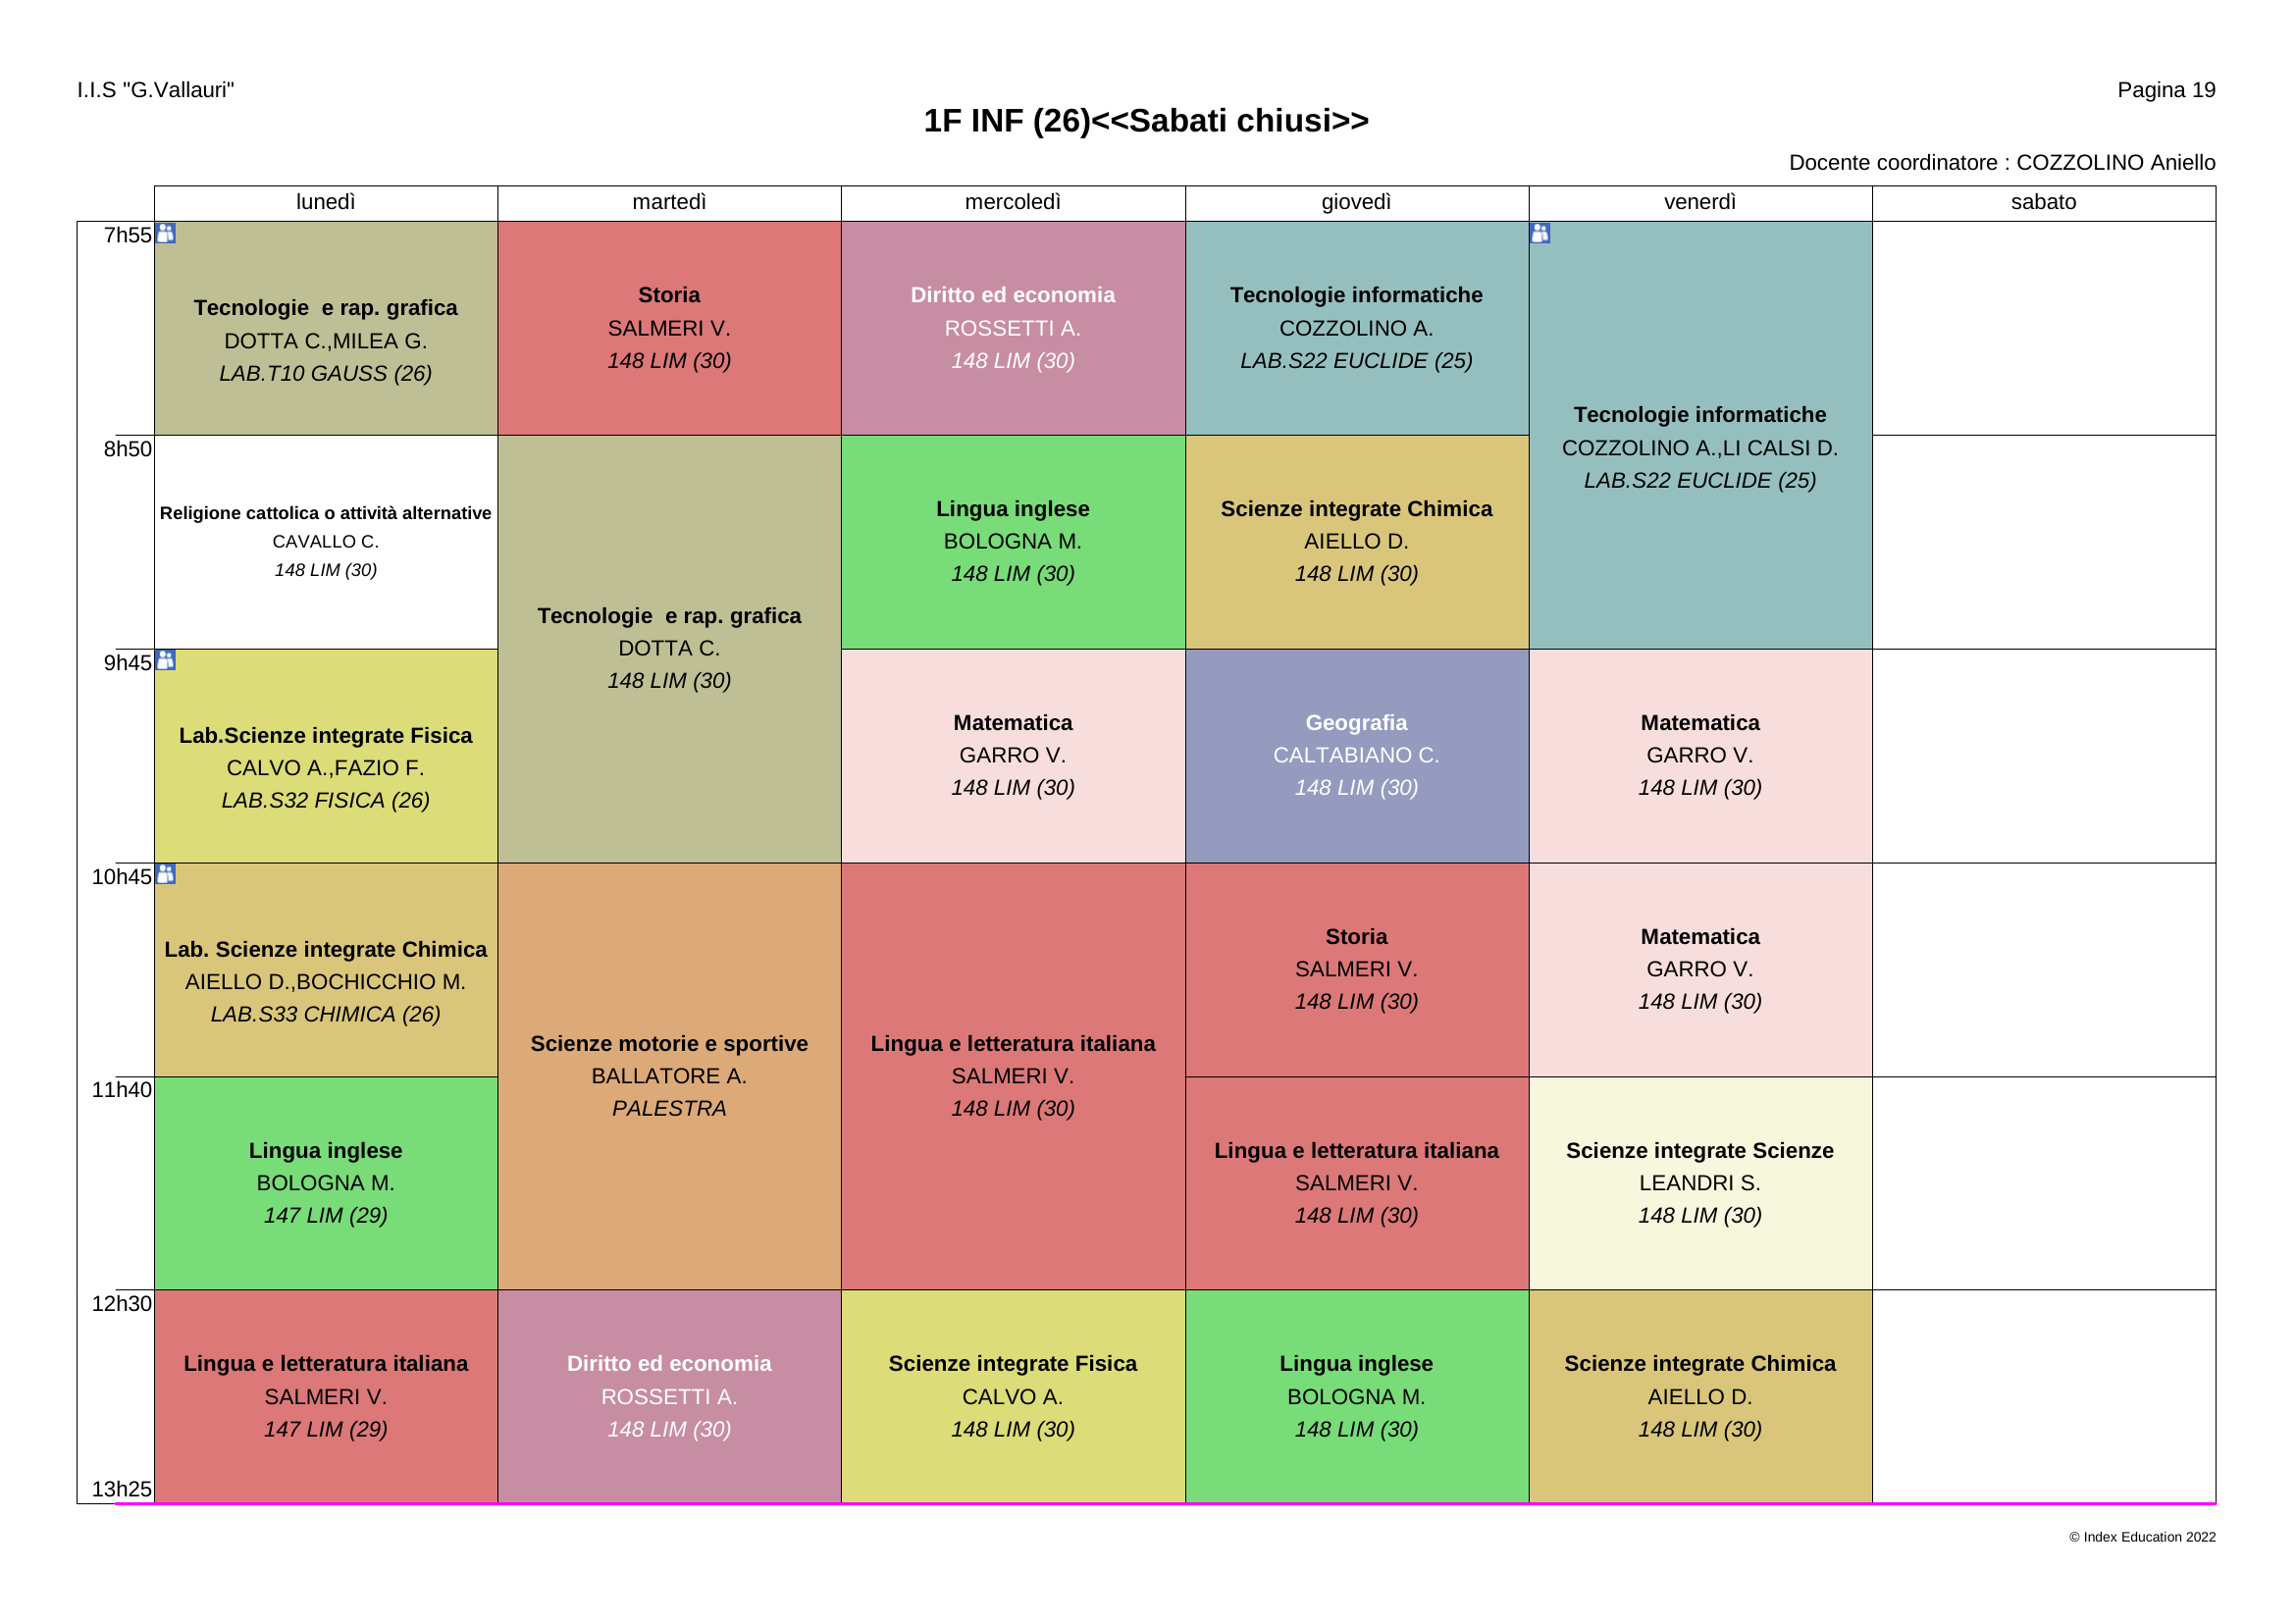 I.I.S "G.Vallauri"
Pagina 19
1F INF (26)<<Sabati chiusi>>
Docente coordinatore : COZZOLINO Aniello
lunedì
martedì
mercoledì
giovedì
venerdì
sabato
7h55
Tecnologie  e rap. grafica
DOTTA C.,MILEA G.
LAB.T10 GAUSS (26)
Storia
SALMERI V.
148 LIM (30)
Diritto ed economia
ROSSETTI A.
148 LIM (30)
Tecnologie informatiche
COZZOLINO A.
LAB.S22 EUCLIDE (25)
Tecnologie informatiche
COZZOLINO A.,LI CALSI D.
LAB.S22 EUCLIDE (25)
8h50
Religione cattolica o attività alternative
CAVALLO C.
148 LIM (30)
Tecnologie  e rap. grafica
DOTTA C.
148 LIM (30)
Lingua inglese
BOLOGNA M.
148 LIM (30)
Scienze integrate Chimica
AIELLO D.
148 LIM (30)
9h45
Lab.Scienze integrate Fisica
CALVO A.,FAZIO F.
LAB.S32 FISICA (26)
Matematica
GARRO V.
148 LIM (30)
Geografia
CALTABIANO C.
148 LIM (30)
Matematica
GARRO V.
148 LIM (30)
10h45
Lab. Scienze integrate Chimica
AIELLO D.,BOCHICCHIO M.
LAB.S33 CHIMICA (26)
Scienze motorie e sportive
BALLATORE A.
PALESTRA
Lingua e letteratura italiana
SALMERI V.
148 LIM (30)
Storia
SALMERI V.
148 LIM (30)
Matematica
GARRO V.
148 LIM (30)
11h40
Lingua inglese
BOLOGNA M.
147 LIM (29)
Lingua e letteratura italiana
SALMERI V.
148 LIM (30)
Scienze integrate Scienze
LEANDRI S.
148 LIM (30)
12h30
Lingua e letteratura italiana
SALMERI V.
147 LIM (29)
Diritto ed economia
ROSSETTI A.
148 LIM (30)
Scienze integrate Fisica
CALVO A.
148 LIM (30)
Lingua inglese
BOLOGNA M.
148 LIM (30)
Scienze integrate Chimica
AIELLO D.
148 LIM (30)
13h25
© Index Education 2022